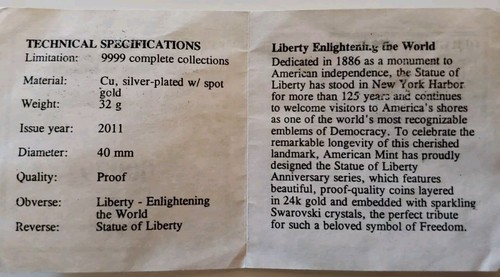 TECHNICAL SPECIFICATIONS
Limitation: 9999 complete collections
Material: Cu, silver-plated w/ spot
gold
Weight: 32 g
Issue year: 2011
Diameter: 40 mm
Quality: Proof
Obverse: Liberty - Enlightening
the World
Reverse: Statue of Liberty
Liberty Enlightening the World
Dedicated in 1886 as a monument to
American independence, the Statue of
Liberty has stood in New York Harbor
for more than 125 years and continues
to welcome visitors to America's shores
as one of the world's most recognizable
emblems of Democracy. To celebrate the
remarkable longevity of this cherished
landmark, American Mint has proudly
designed the Statue of Liberty
Anniversary series, which features
beautiful, proof-quality coins layered
in 24k gold and embedded with sparkling
Swarovski crystals, the perfect tribute
for such a beloved symbol of Freedom.